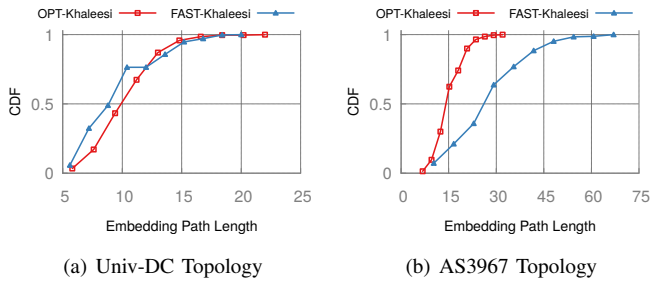 OPT-Khaleesi FAST-Khaleesi
1
0.5
0
CDF
5 10 15 20 25
Embedding Path Length
(a) Univ-DC Topology
OPT-Khaleesi FAST-Khaleesi
1
0.5
0
CDF
0 15 30 45 60 75
Embedding Path Length
(b) AS3967 Topology